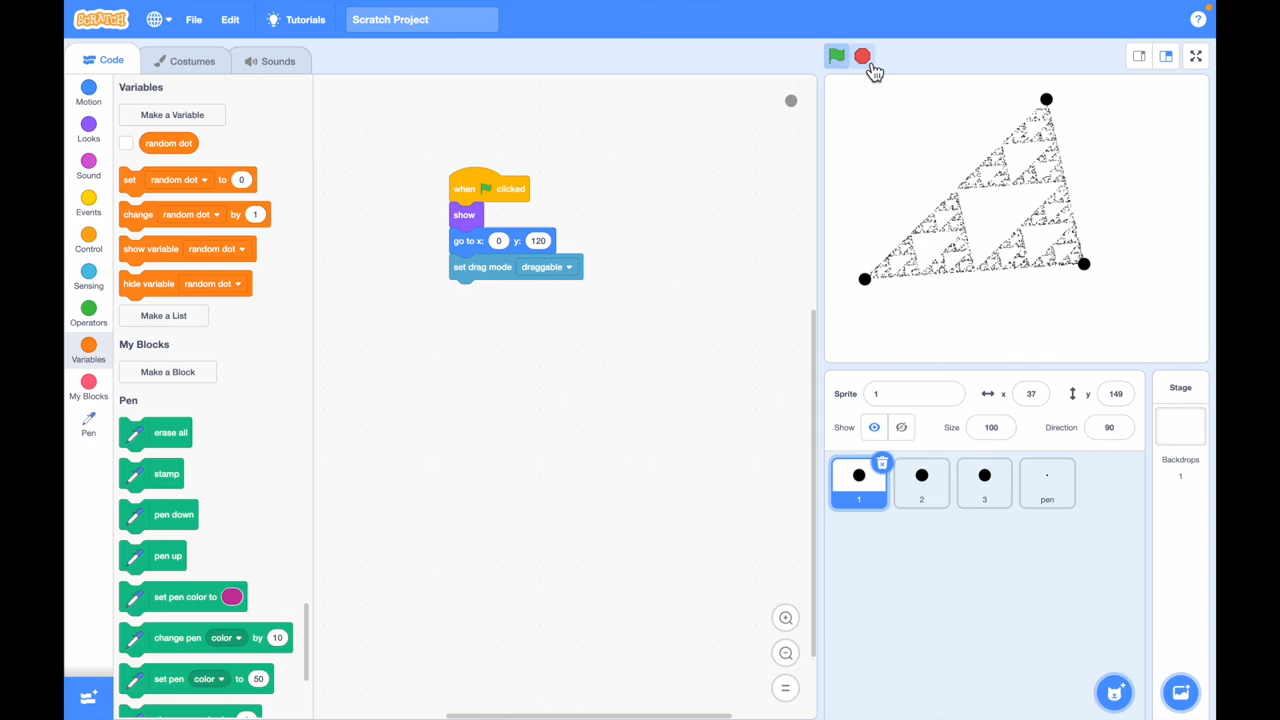 SCRATCH File Edit Tutorials Scratch Project ?
Code Costumes Sounds
Motion
Looks
Sound
Events
Control
Sensing
Operators
Variables
My Blocks
Pen
Variables
Make a Variable
random dot
set random dot to 0
change random dot by 1
show variable random dot
hide variable random dot
Make a List
My Blocks
Make a Block
Pen
erase all
stamp
pen down
pen up
set pen color to
change pen color by 10
set pen color to 50
when clicked
show
go to x: 0 y: 120
set drag mode draggable
Sprite 1 x 37 y 149
Show Size 100 Direction 90
1 2 3 pen
Stage
Backdrops
1